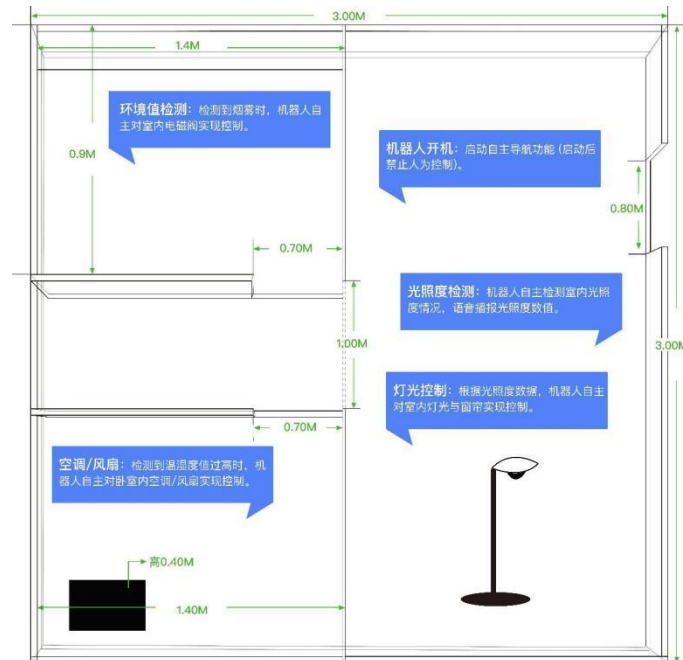 3.00M
1.4M
环境值检测：检测到烟雾时，机器人自
主对室内电磁阀实现控制。
0.9M
机器人开机：启动自主导航功能（启动后
禁止人为控制）。
0.80M
0.70M
光照度检测：机器人自主检测室内光照
度情况，语音播报光照度数值。
1.00M
3.00M
灯光控制：根据光照度数据，机器人自主
对室内灯光与窗帘实现控制。
0.70M
空调/风扇：检测到温湿度值过高时，机
器人自主对卧室内空调/风扇实现控制。
高0.40M
1.40M